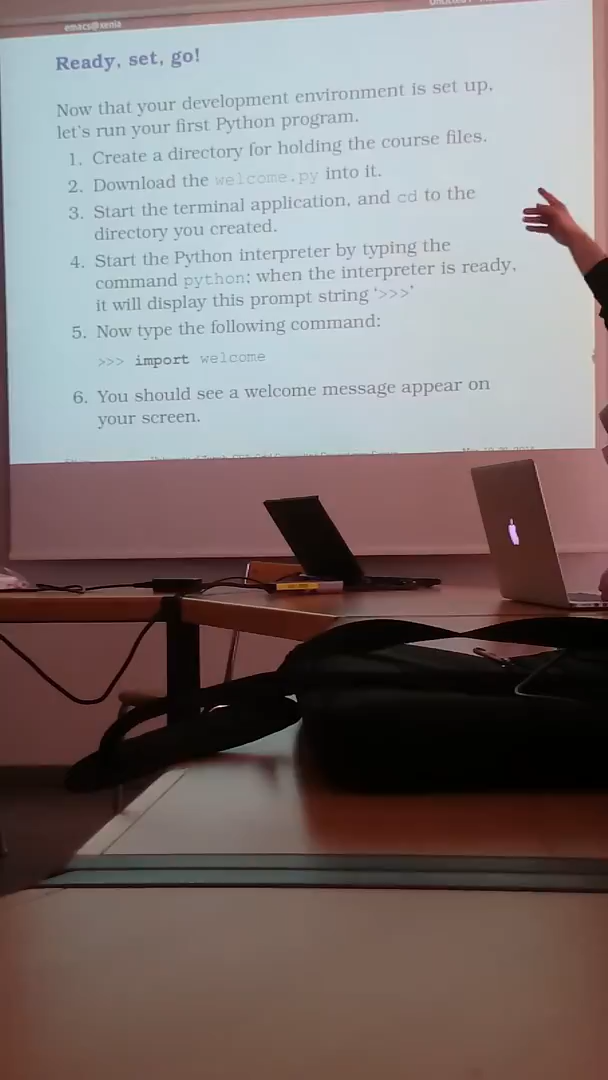 emacs@xenia
Ready, set, go!
Now that your development environment is set up,
let's run your first Python program.
1. Create a directory for holding the course files.
2. Download the welcome.py into it.
3. Start the terminal application, and cd to the
directory you created.
4. Start the Python interpreter by typing the
command python: when the interpreter is ready,
it will display this prompt string ‘>>>’
5. Now type the following command:
>>> import welcome
6. You should see a welcome message appear on
your screen.